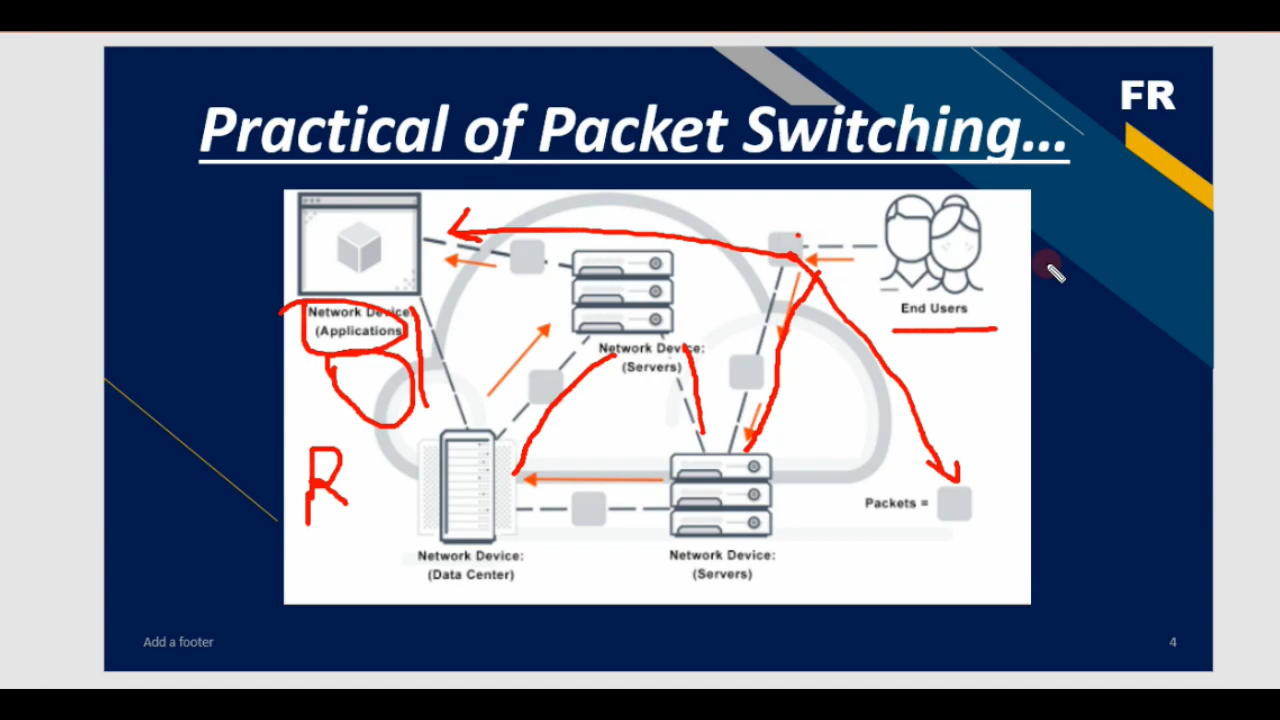 FR
Practical of Packet Switching...
Network Device:
(Applications)
End Users
Network Device:
(Servers)
R
Packets =
Network Device:
(Data Center)
Network Device:
(Servers)
Add a footer
4